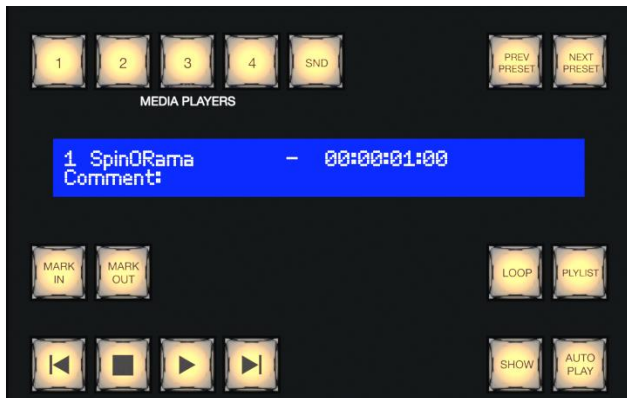 1 2 3 4 SND PREV PRESET NEXT PRESET
MEDIA PLAYERS
1 SpinORama - 00:00:01:00
Comment:
MARK IN MARK OUT LOOP PLYLIST
SHOW AUTO PLAY